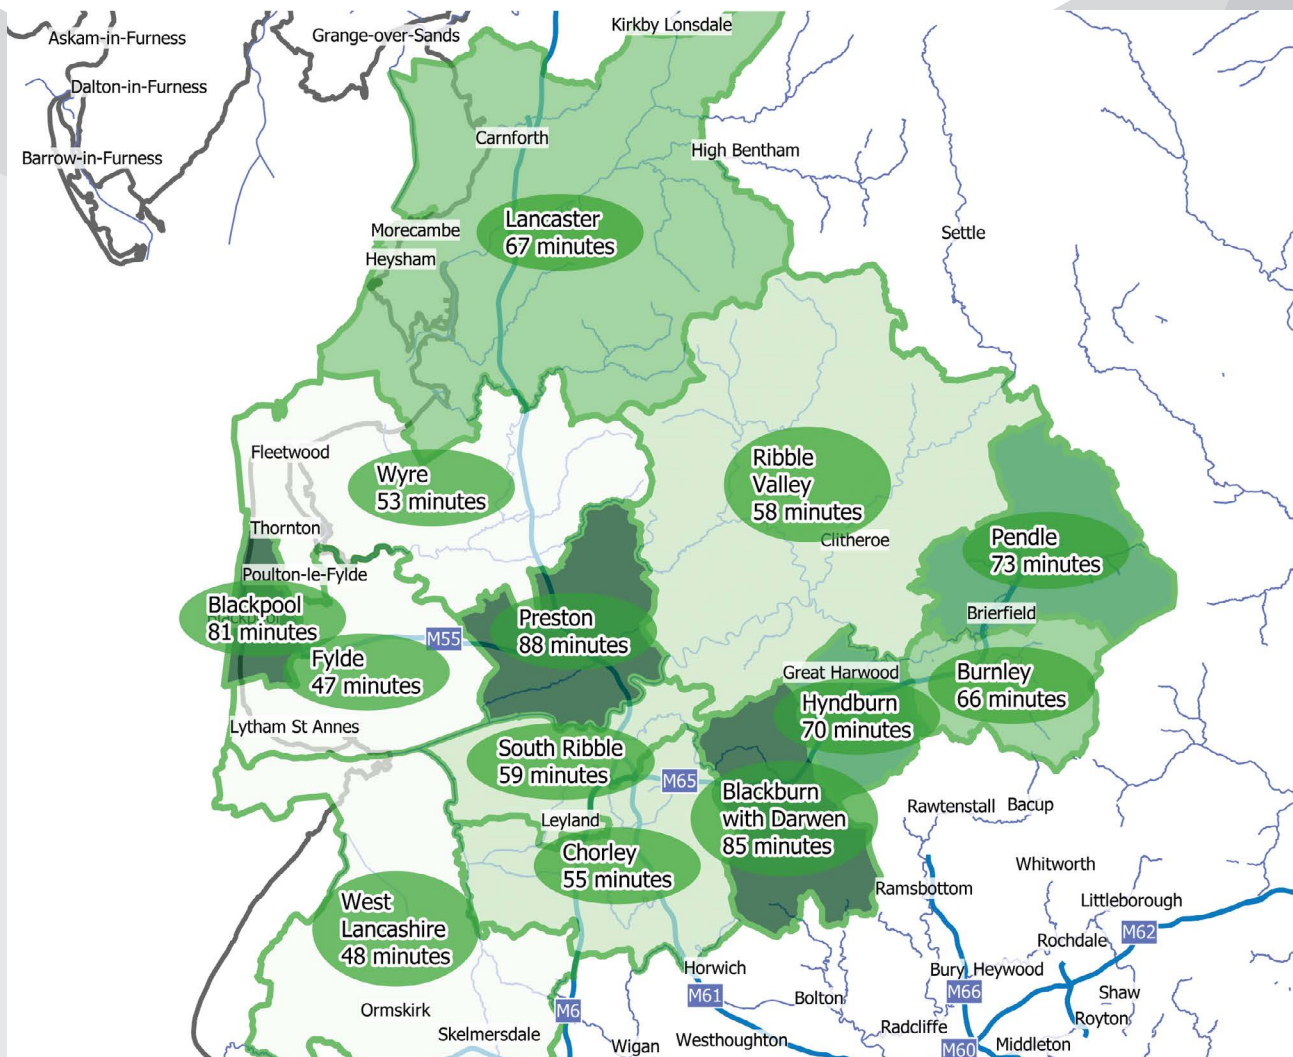 Askam-in-Furness
Grange-over-Sands
Kirkby Lonsdale
Dalton-in-Furness
Barrow-in-Furness
Carnforth
High Bentham
Lancaster
67 minutes
Morecambe
Heysham
Settle
Fleetwood
Wyre
53 minutes
Ribble
Valley
58 minutes
Clitheroe
Thornton
Pendle
73 minutes
Poulton-le-Fylde
Blackpool
81 minutes
Preston
88 minutes
Brierfield
M55
Fylde
47 minutes
Great Harwood
Burnley
66 minutes
Hyndburn
70 minutes
Lytham St Annes
South Ribble
59 minutes
M65
Blackburn
with Darwen
85 minutes
Rawtenstall
Bacup
Leyland
Chorley
55 minutes
Whitworth
Ramsbottom
West
Lancashire
48 minutes
Littleborough
M62
Rochdale
Horwich
Bury
Heywood
M61
Bolton
M66
Shaw
Ormskirk
M6
Royton
Radcliffe
Skelmersdale
Wigan
Westhoughton
M60
Middleton